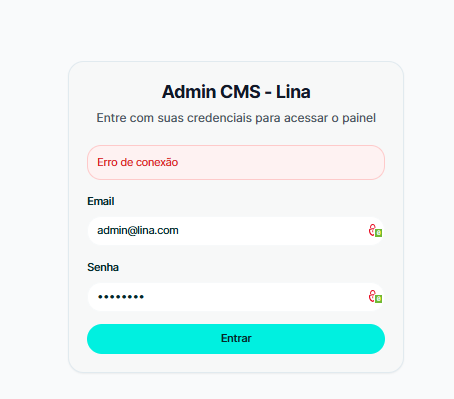 Admin CMS - Lina
Entre com suas credenciais para acessar o painel
Erro de conexão
Email
admin@lina.com
Senha
••••••••
Entrar